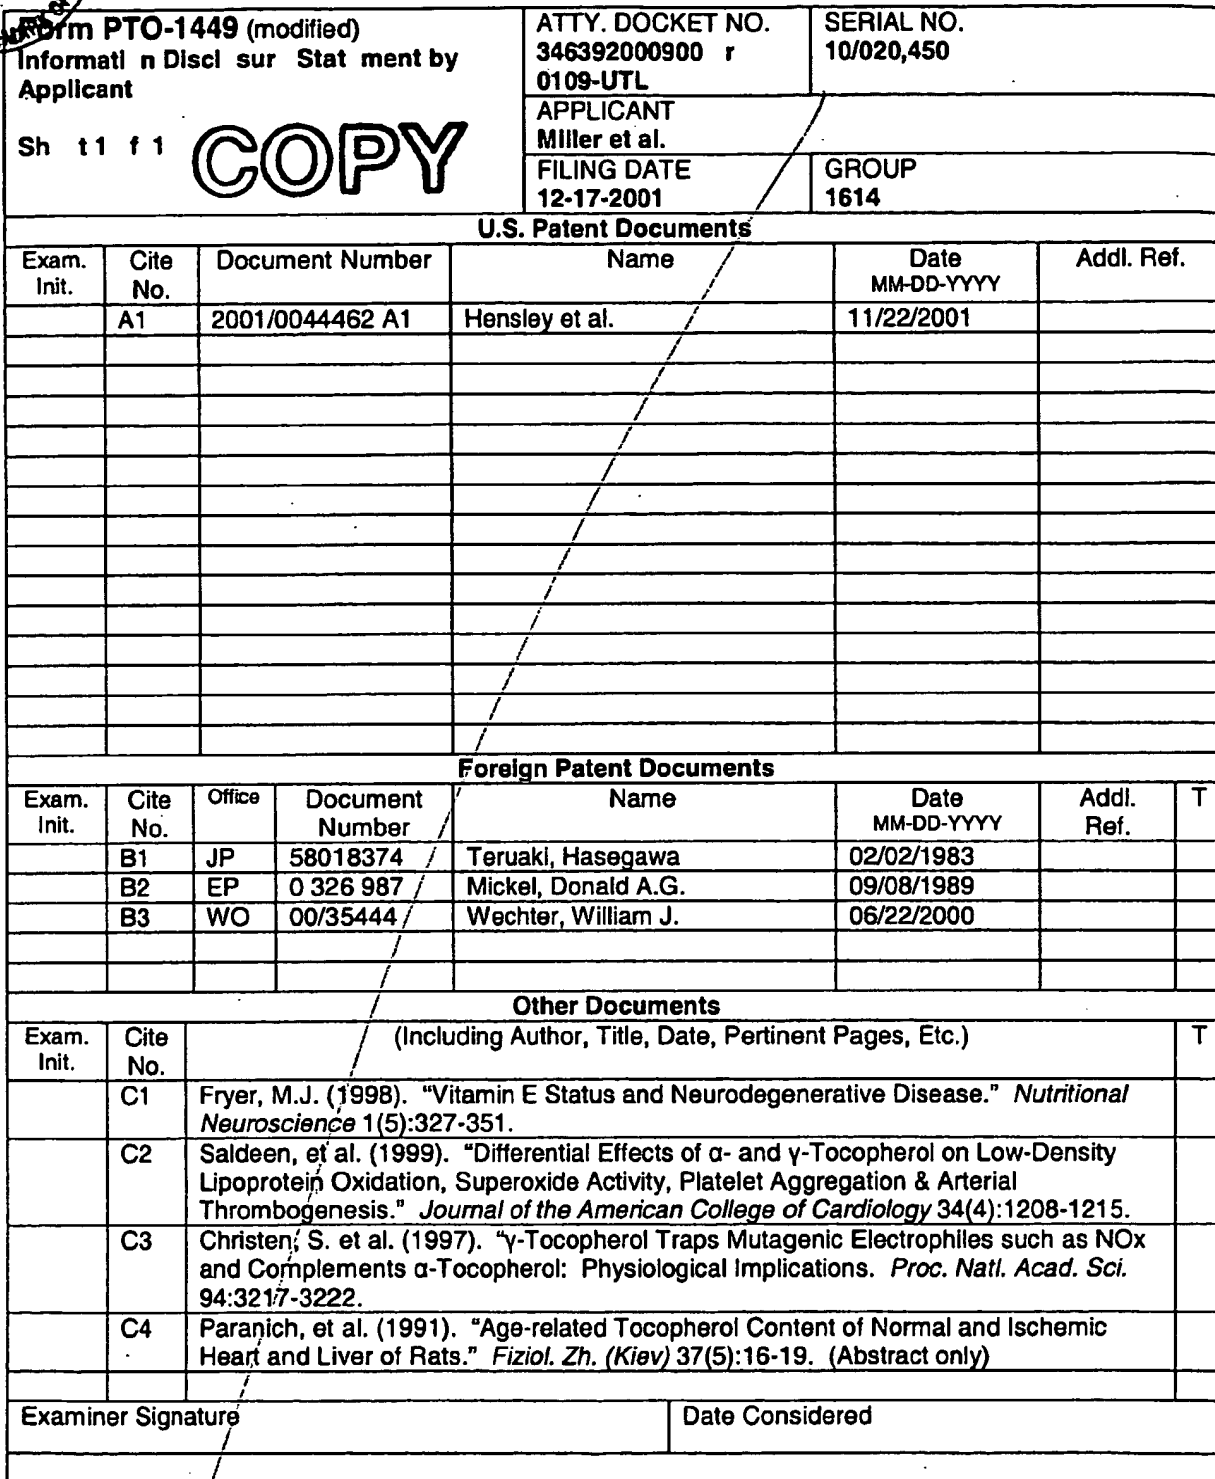 Form PTO-1449 (modified)
Informati n Discl sur Stat ment by
Applicant
Sh t1 f 1
COPY
ATTY. DOCKET NO.
346392000900 r
0109-UTL
SERIAL NO.
10/020,450
APPLICANT
Miller et al.
FILING DATE
12-17-2001
GROUP
1614
U.S. Patent Documents
Exam. Init.
Cite No.
Document Number
Name
Date MM-DD-YYYY
Addl. Ref.
A1 2001/0044462 A1 Hensley et al. 11/22/2001
Foreign Patent Documents
Exam. Init.
Cite No.
Office
Document Number
Name
Date MM-DD-YYYY
Addl. Ref.
T
B1 JP 58018374 Teruaki, Hasegawa 02/02/1983
B2 EP 0 326 987 Mickel, Donald A.G. 09/08/1989
B3 WO 00/35444 Wechter, William J. 06/22/2000
Other Documents
Exam. Init.
Cite No.
(Including Author, Title, Date, Pertinent Pages, Etc.)
T
C1 Fryer, M.J. (1998). "Vitamin E Status and Neurodegenerative Disease." Nutritional
Neuroscience 1(5):327-351.
C2 Saldeen, et al. (1999). "Differential Effects of α- and γ-Tocopherol on Low-Density
Lipoprotein Oxidation, Superoxide Activity, Platelet Aggregation & Arterial
Thrombogenesis." Journal of the American College of Cardiology 34(4):1208-1215.
C3 Christen, S. et al. (1997). "γ-Tocopherol Traps Mutagenic Electrophiles such as NOx
and Complements α-Tocopherol: Physiological Implications. Proc. Natl. Acad. Sci.
94:3217-3222.
C4 Paranich, et al. (1991). "Age-related Tocopherol Content of Normal and Ischemic
Heart and Liver of Rats." Fiziol. Zh. (Kiev) 37(5):16-19. (Abstract only)
Examiner Signature
Date Considered